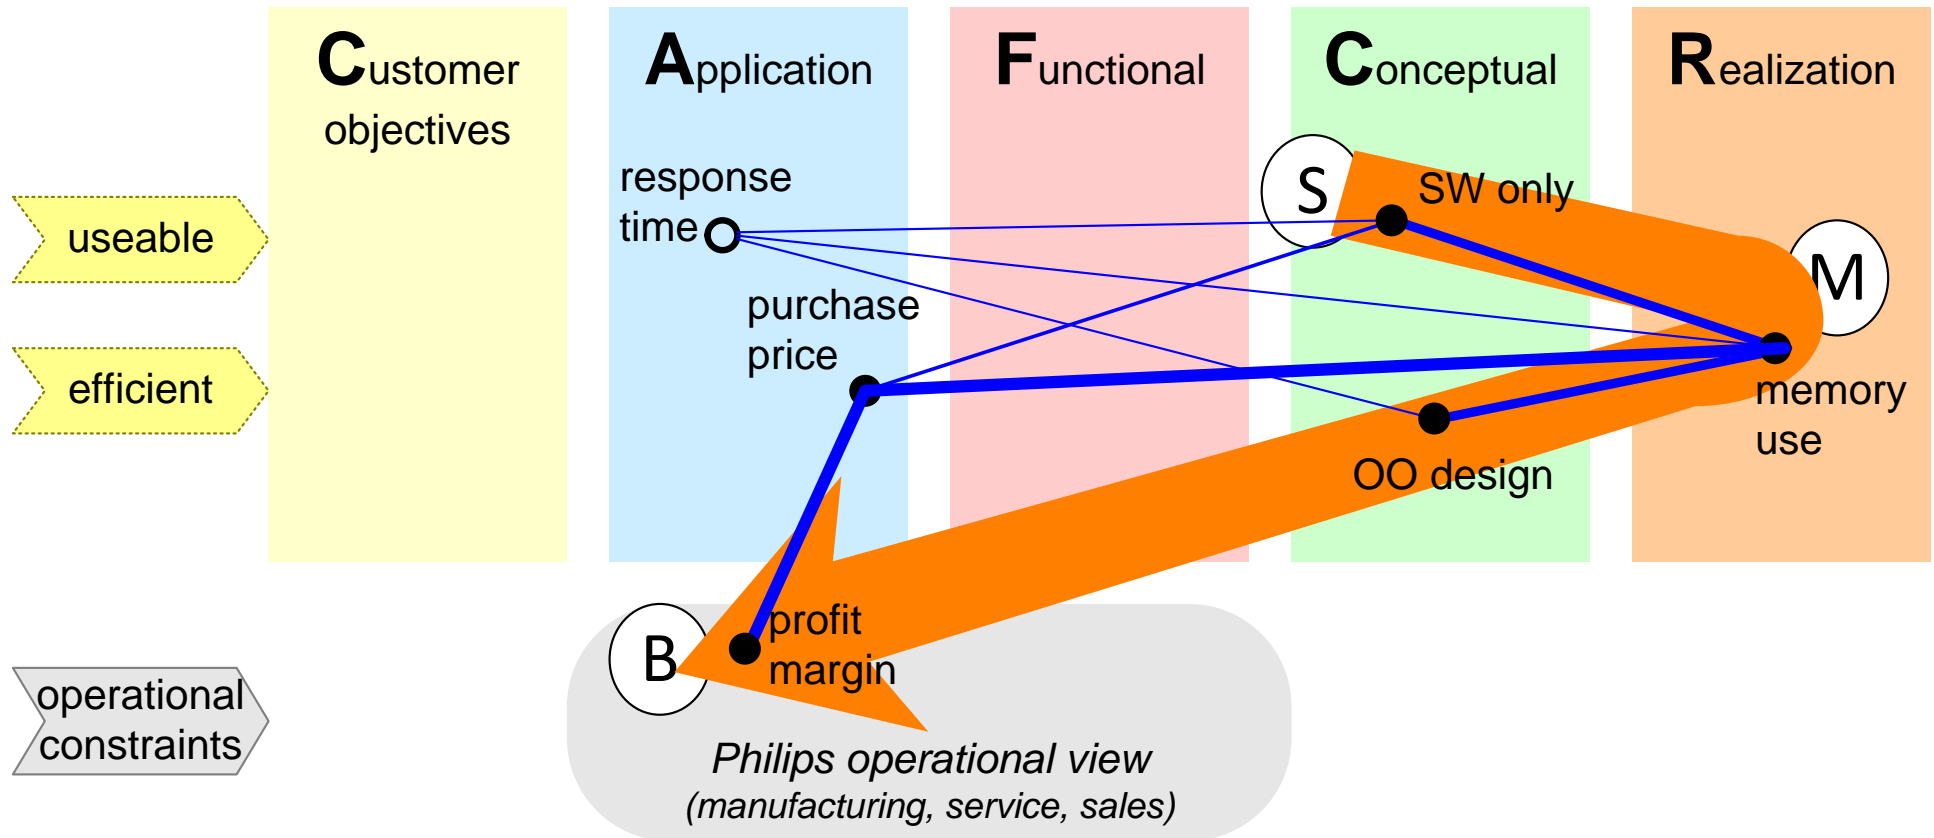 Customer
objectives
Application
Functional
Conceptual
Realization
response
time
S
SW only
useable
M
purchase
price
efficient
memory
use
OO design
B
profit
margin
operational
constraints
Philips operational view
(manufacturing, service, sales)